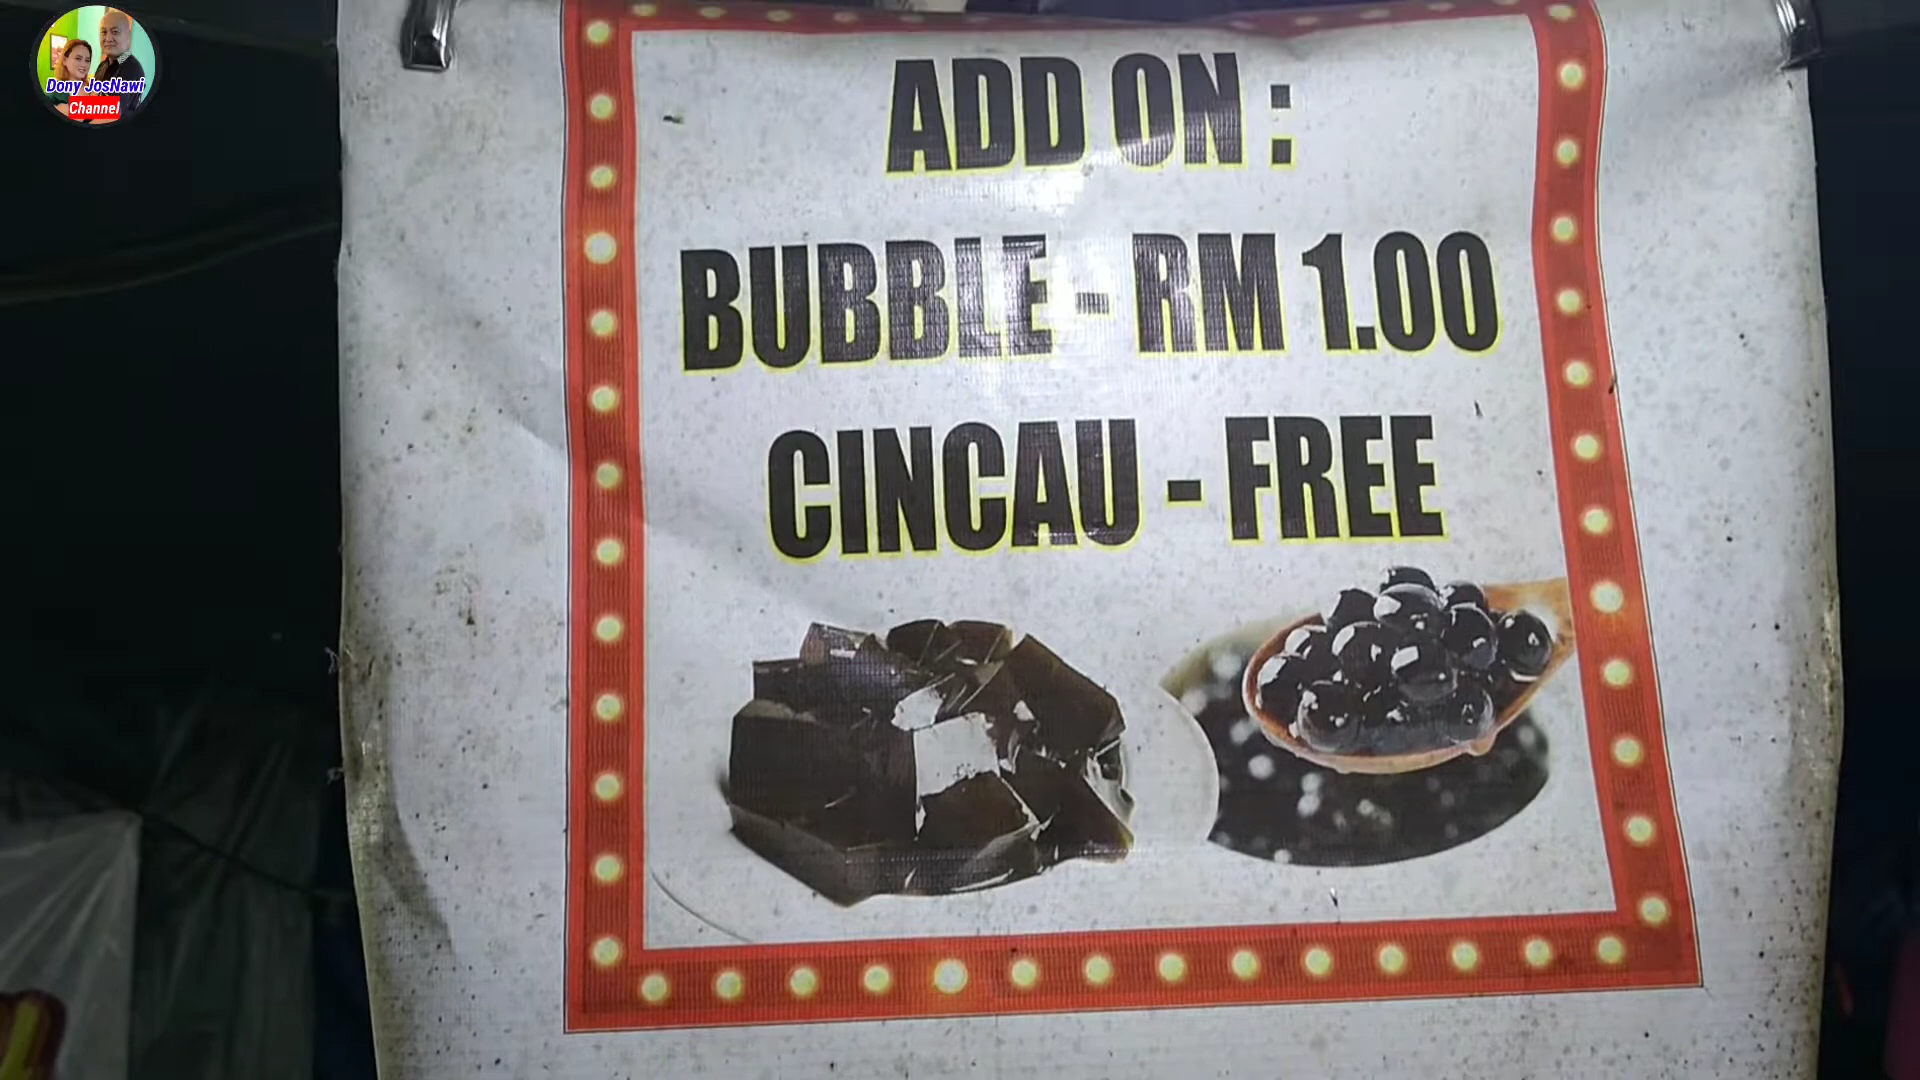 Dony JosNawi
Channel
ADD ON :
BUBBLE - RM 1.00
CINCAU - FREE